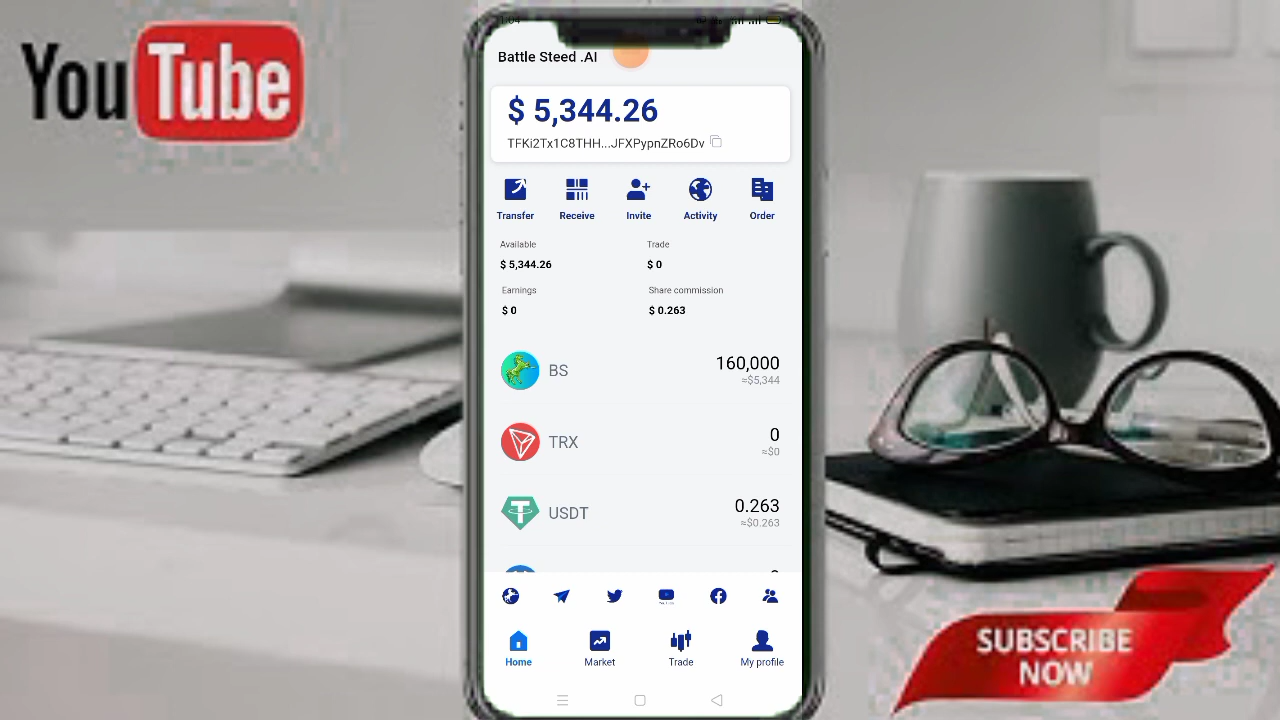 YouTube
1:04
Battle Steed .AI
$ 5,344.26
TFKi2Tx1C8THH...JFXPypnZRo6Dv
Transfer Receive Invite Activity Order
Available Trade
$ 5,344.26 $ 0
Earnings Share commission
$ 0 $ 0.263
BS 160,000
≈$5,344
TRX 0
≈$0
USDT 0.263
≈$0.263
Home Market Trade My profile
SUBSCRIBE
NOW